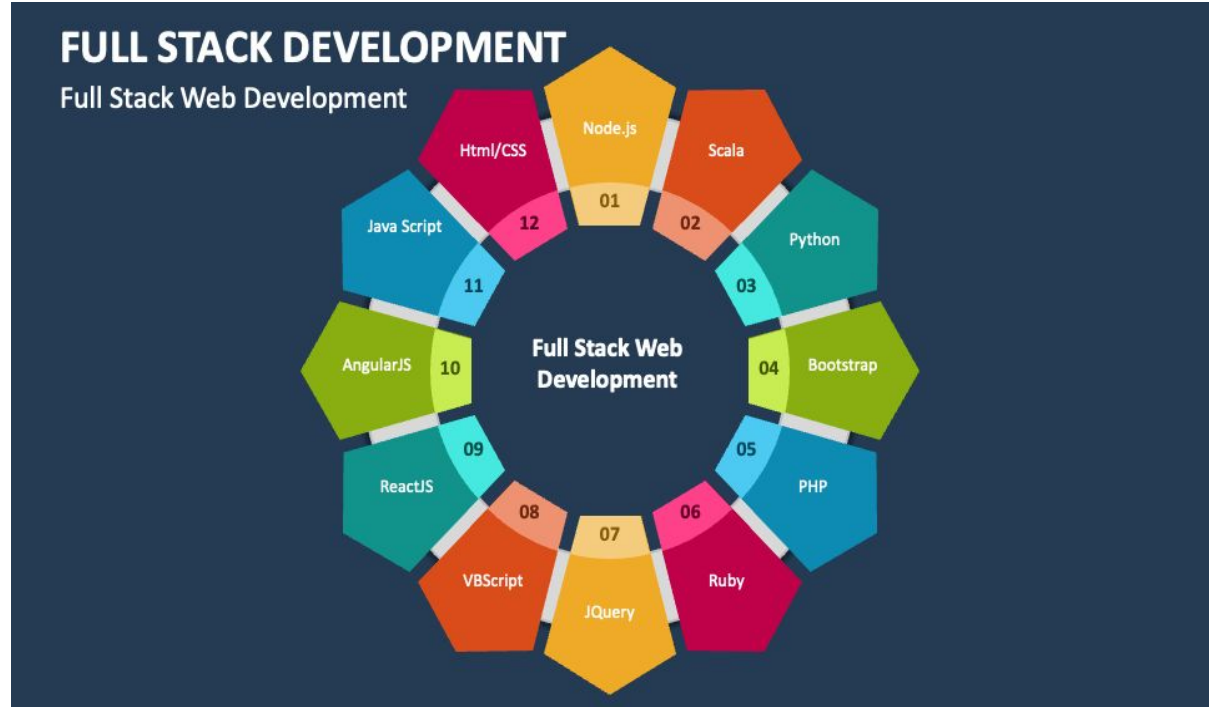 FULL STACK DEVELOPMENT
Full Stack Web Development
Node.js
01
Scala
02
Python
03
Bootstrap
04
PHP
05
Ruby
06
JQuery
07
VBScript
08
ReactJS
09
AngularJS
10
Java Script
11
Html/CSS
12
Full Stack Web
Development